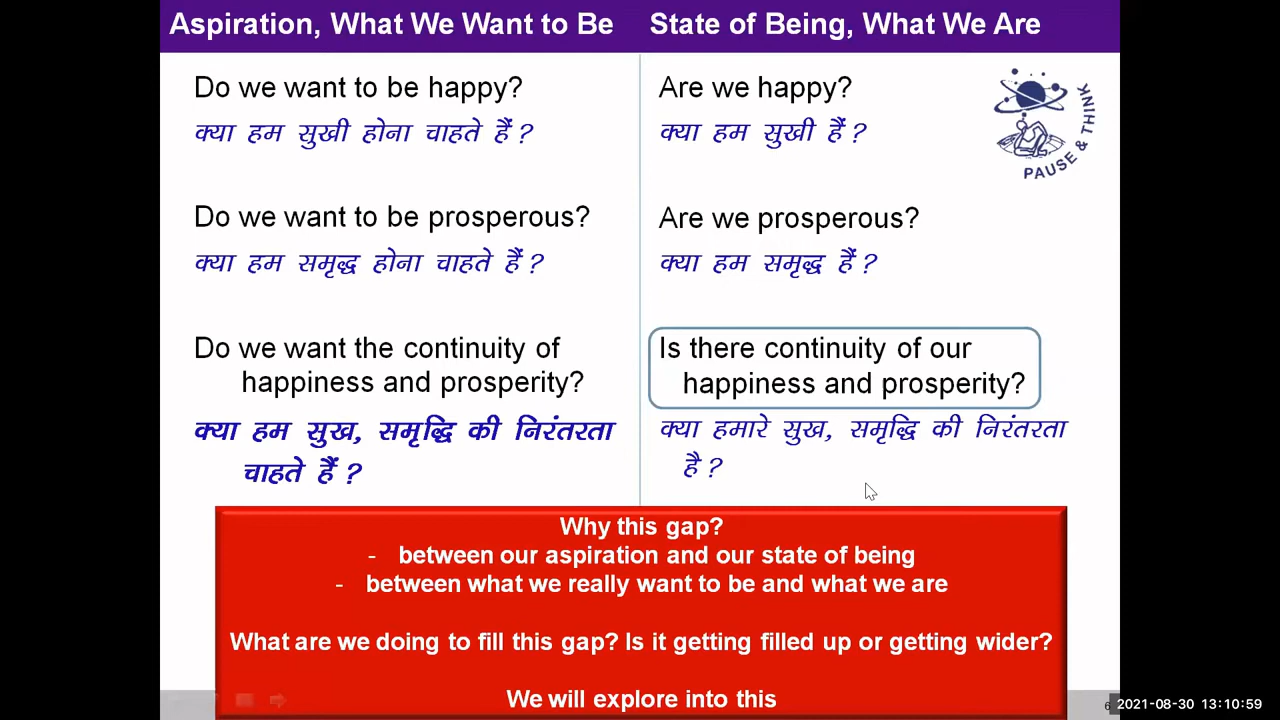 Aspiration, What We Want to Be
State of Being, What We Are
Do we want to be happy?
क्या हम सुखी होना चाहते हैं ?
Do we want to be prosperous?
क्या हम समृद्ध होना चाहते हैं ?
Do we want the continuity of
happiness and prosperity?
क्या हम सुख, समृद्धि की निरंतरता
चाहते हैं ?
Are we happy?
क्या हम सुखी हैं ?
Are we prosperous?
क्या हम समृद्ध हैं ?
Is there continuity of our
happiness and prosperity?
क्या हमारे सुख, समृद्धि की निरंतरता
है ?
PAUSE & THINK
Why this gap?
- between our aspiration and our state of being
- between what we really want to be and what we are
What are we doing to fill this gap? Is it getting filled up or getting wider?
We will explore into this
6
2021-08-30 13:10:59